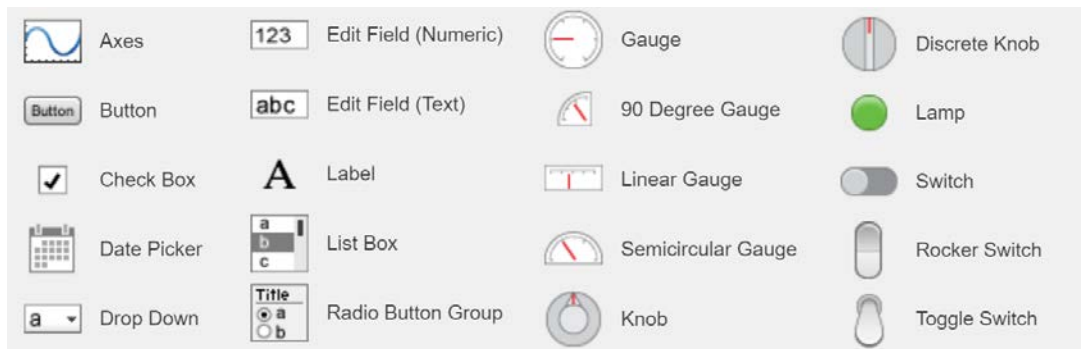 Axes
123 Edit Field (Numeric)
Gauge
Discrete Knob
Button Button
abc Edit Field (Text)
90 Degree Gauge
Lamp
Check Box
A Label
Linear Gauge
Switch
Date Picker
a
b
c
List Box
Semicircular Gauge
Rocker Switch
a Drop Down
Title
a
b
Radio Button Group
Knob
Toggle Switch